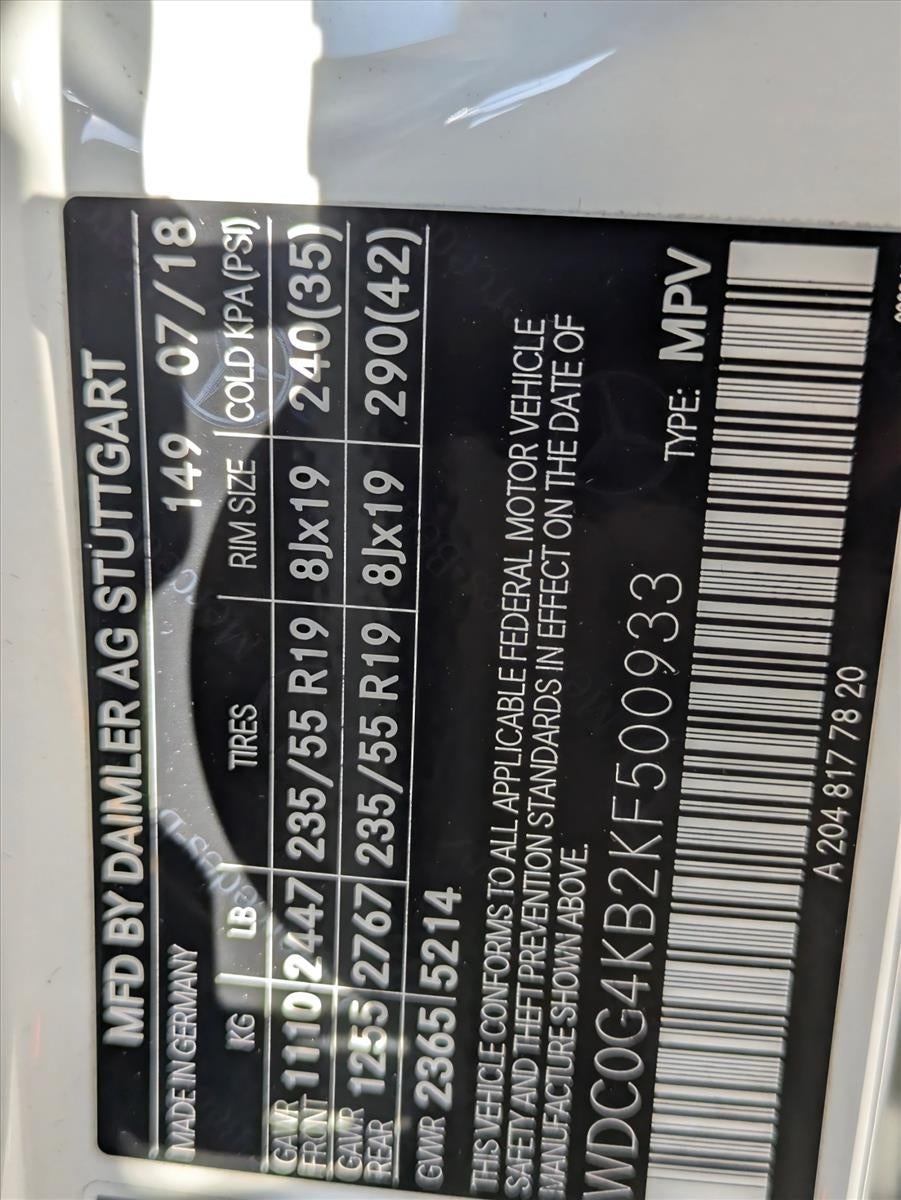 MFD BY DAIMLER AG STUTTGART
MADE IN GERMANY 149 07/18
KG LB TIRES RIM SIZE COLD KPA(PSI)
GAWR FRONT 1110 2447 235/55 R19 8Jx19 240(35)
GAWR REAR 1255 2767 235/55 R19 8Jx19 290(42)
GVWR 2365 5214
THIS VEHICLE CONFORMS TO ALL APPLICABLE FEDERAL MOTOR VEHICLE
SAFETY AND THEFT PREVENTION STANDARDS IN EFFECT ON THE DATE OF
MANUFACTURE SHOWN ABOVE.
WDC0G4KB2KF500933 TYPE: MPV
A 204 817 78 20